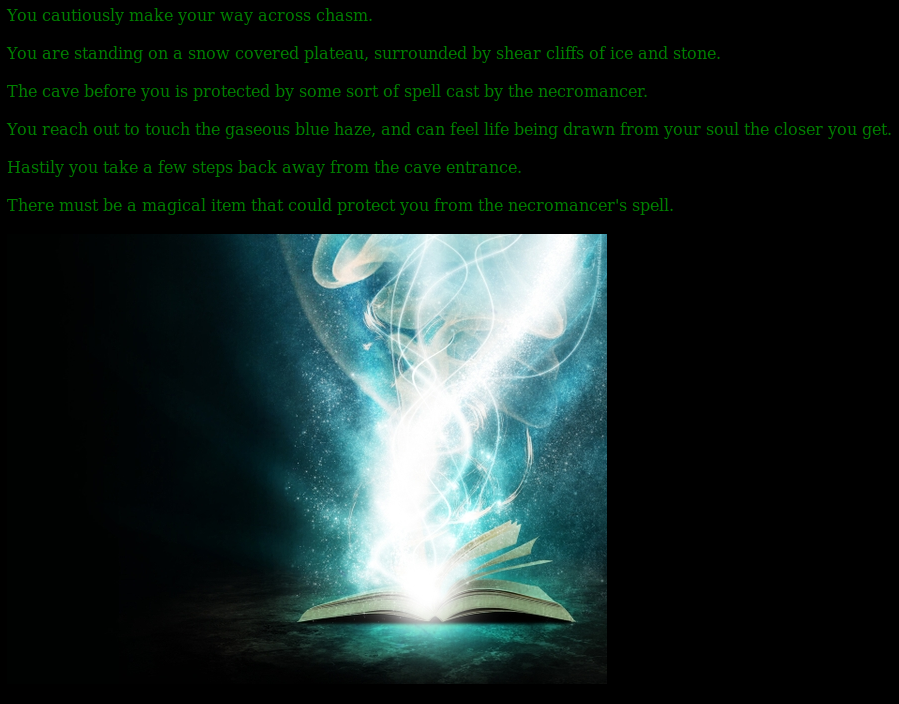 You cautiously make your way across chasm.
You are standing on a snow covered plateau, surrounded by shear cliffs of ice and stone.
The cave before you is protected by some sort of spell cast by the necromancer.
You reach out to touch the gaseous blue haze, and can feel life being drawn from your soul the closer you get.
Hastily you take a few steps back away from the cave entrance.
There must be a magical item that could protect you from the necromancer's spell.